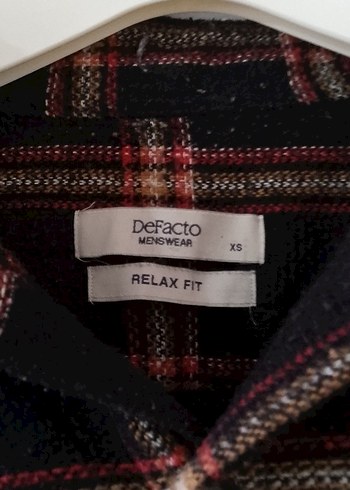 DeFacto
MENSWEAR XS
RELAX FIT